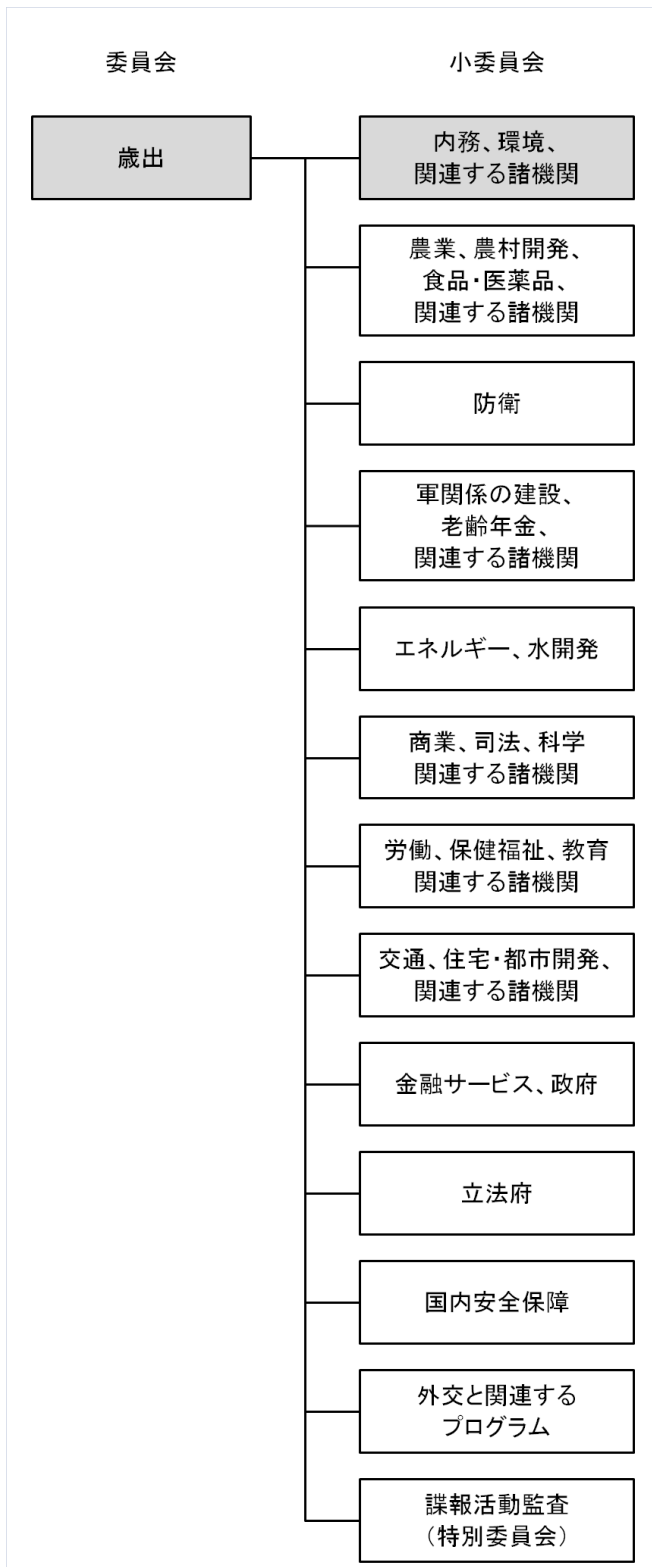 委員会
小委員会
歳出
内務、環境、
関連する諸機関
農業、農村開発、
食品・医薬品、
関連する諸機関
防衛
軍関係の建設、
老齢年金、
関連する諸機関
エネルギー、水開発
商業、司法、科学
関連する諸機関
労働、保健福祉、教育
関連する諸機関
交通、住宅・都市開発、
関連する諸機関
金融サービス、政府
立法府
国内安全保障
外交と関連する
プログラム
諜報活動監査
（特別委員会）